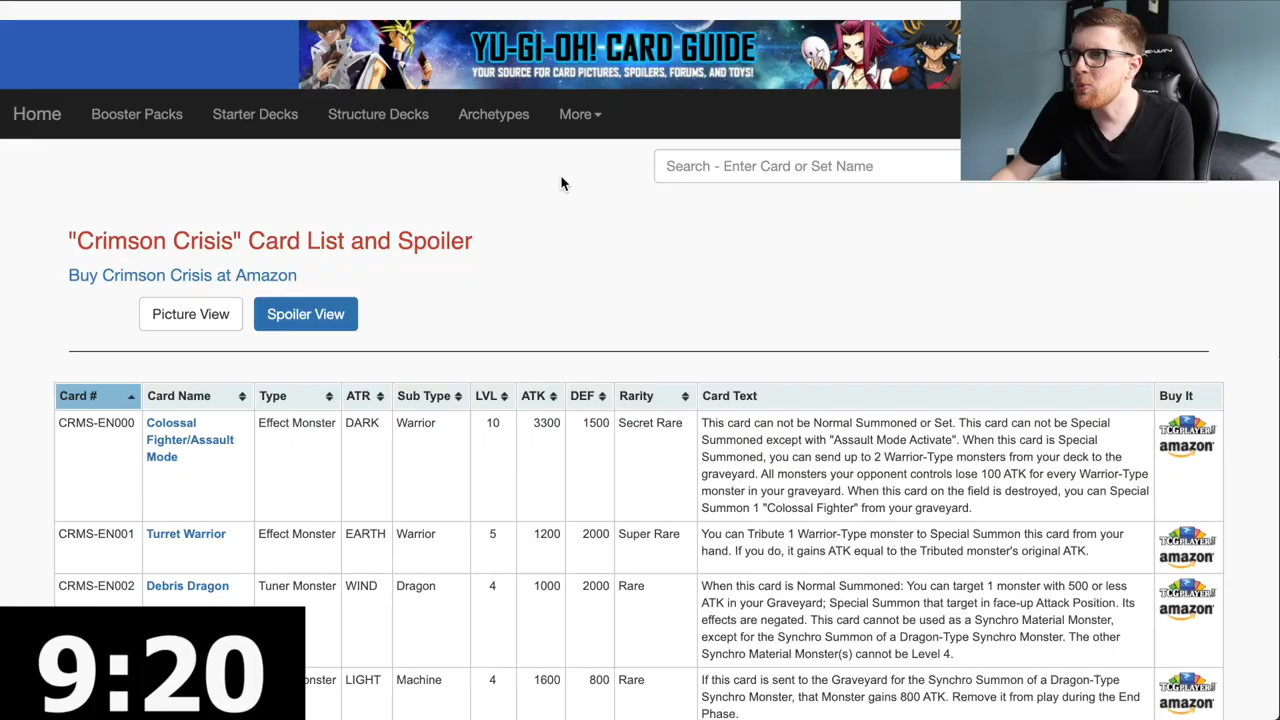 YU-GI-OH! CARD GUIDE
YOUR SOURCE FOR CARD PICTURES, SPOILERS, FORUMS, AND TOYS!
Home Booster Packs Starter Decks Structure Decks Archetypes More
Search - Enter Card or Set Name
"Crimson Crisis" Card List and Spoiler
Buy Crimson Crisis at Amazon
Picture View Spoiler View
Card # Card Name Type ATR Sub Type LVL ATK DEF Rarity Card Text Buy It
CRMS-EN000 Colossal Effect Monster DARK Warrior 10 3300 1500 Secret Rare This card can not be Normal Summoned or Set. This card can not be Special TCGPLAYER
Fighter/Assault Summoned except with "Assault Mode Activate". When this card is Special amazon
Mode Summoned, you can send up to 2 Warrior-Type monsters from your deck to the
graveyard. All monsters your opponent controls lose 100 ATK for every Warrior-Type
monster in your graveyard. When this card on the field is destroyed, you can Special
Summon 1 "Colossal Fighter" from your graveyard.
CRMS-EN001 Turret Warrior Effect Monster EARTH Warrior 5 1200 2000 Super Rare You can Tribute 1 Warrior-Type monster to Special Summon this card from your TCGPLAYER
hand. If you do, it gains ATK equal to the Tributed monster's original ATK. amazon
CRMS-EN002 Debris Dragon Tuner Monster WIND Dragon 4 1000 2000 Rare When this card is Normal Summoned: You can target 1 monster with 500 or less TCGPLAYER
ATK in your Graveyard; Special Summon that target in face-up Attack Position. Its amazon
effects are negated. This card cannot be used as a Synchro Material Monster,
except for the Synchro Summon of a Dragon-Type Synchro Monster. The other
Synchro Material Monster(s) cannot be Level 4.
onster LIGHT Machine 4 1600 800 Rare If this card is sent to the Graveyard for the Synchro Summon of a Dragon-Type TCGPLAYER
Synchro Monster, that Monster gains 800 ATK. Remove it from play during the End amazon
Phase.
9:20